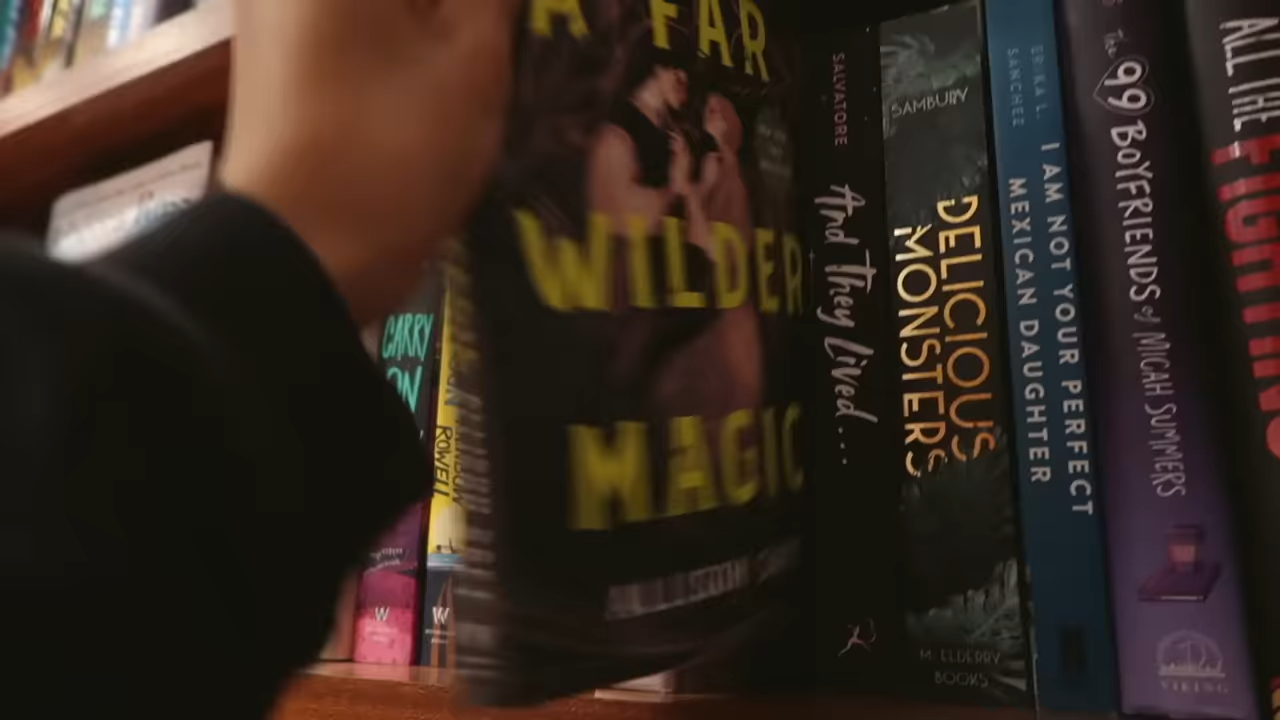 A FAR
WILDER
MAGIC
CARRY
ON
ROWELL
W
W
SALVATORE
And They Lived...
SAMBURY
DELICIOUS
MONSTERS
M. ELDERRY
BOOKS
ERIKA L.
SANCHEZ
I AM NOT YOUR PERFECT
MEXICAN DAUGHTER
The 99 BOYFRIENDS of MICAH SUMMERS
VIKING
ALL THE